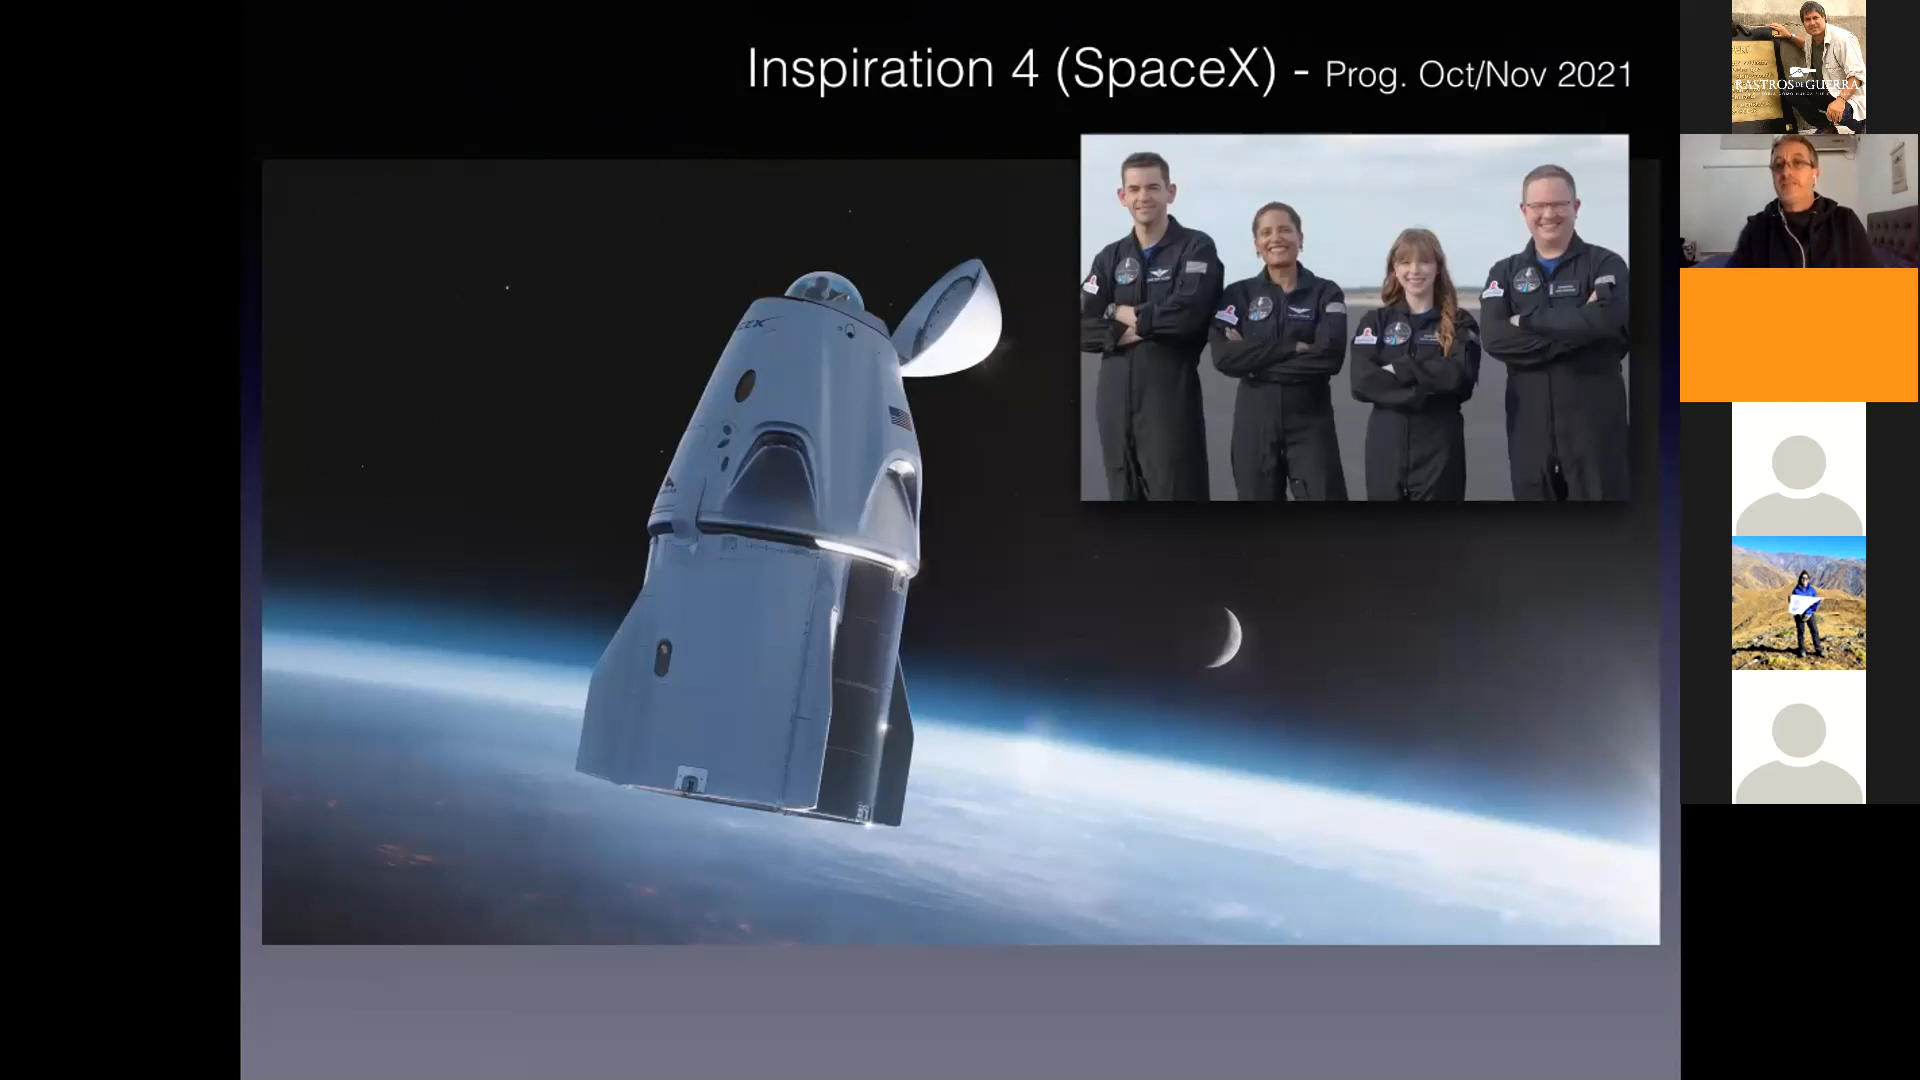 Inspiration 4 (SpaceX) - Prog. Oct/Nov 2021
RASTROS DE GUERRA